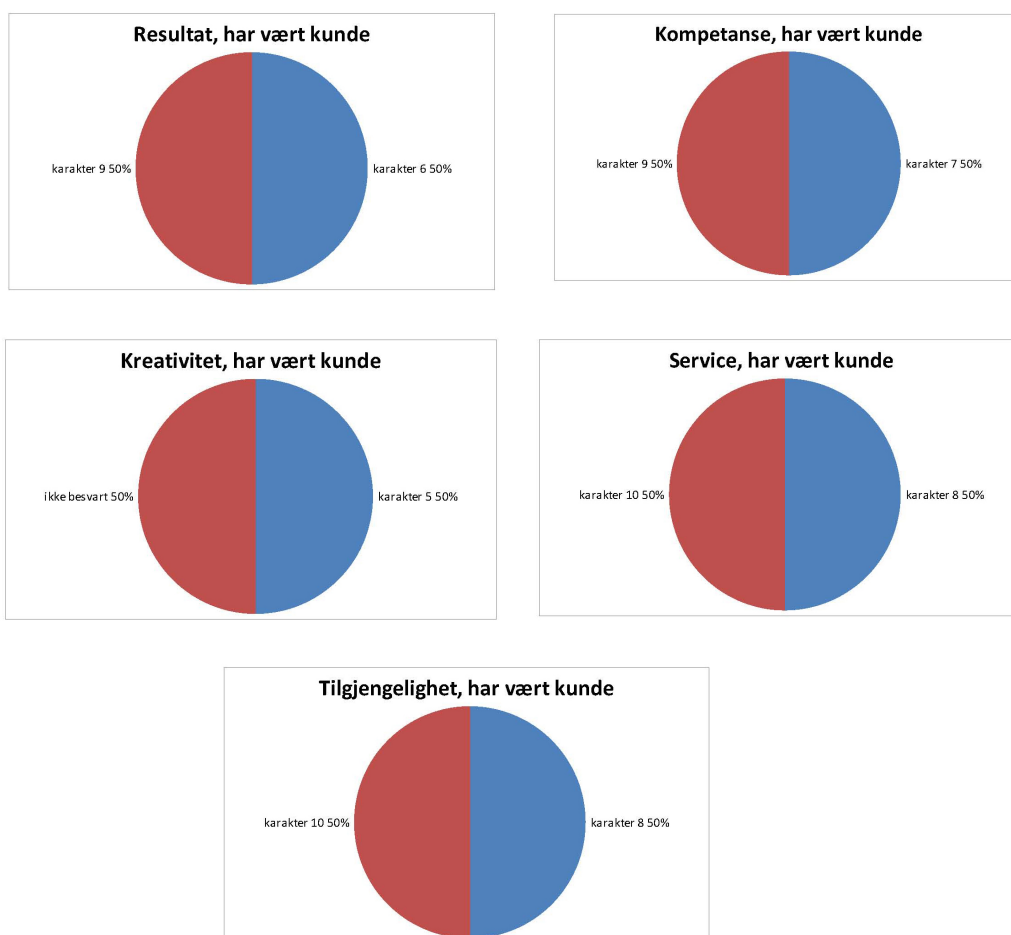 Resultat, har vært kunde
karakter 9 50%
karakter 6 50%
Kompetanse, har vært kunde
karakter 9 50%
karakter 7 50%
Kreativitet, har vært kunde
ikke besvart 50%
karakter 5 50%
Service, har vært kunde
karakter 10 50%
karakter 8 50%
Tilgjengelighet, har vært kunde
karakter 10 50%
karakter 8 50%